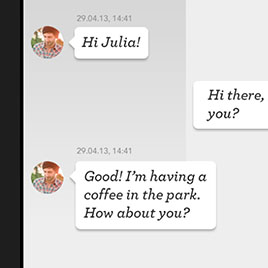 29.04.13, 14:41
Hi Julia!
Hi there,
you?
29.04.13, 14:41
Good! I'm having a
coffee in the park.
How about you?